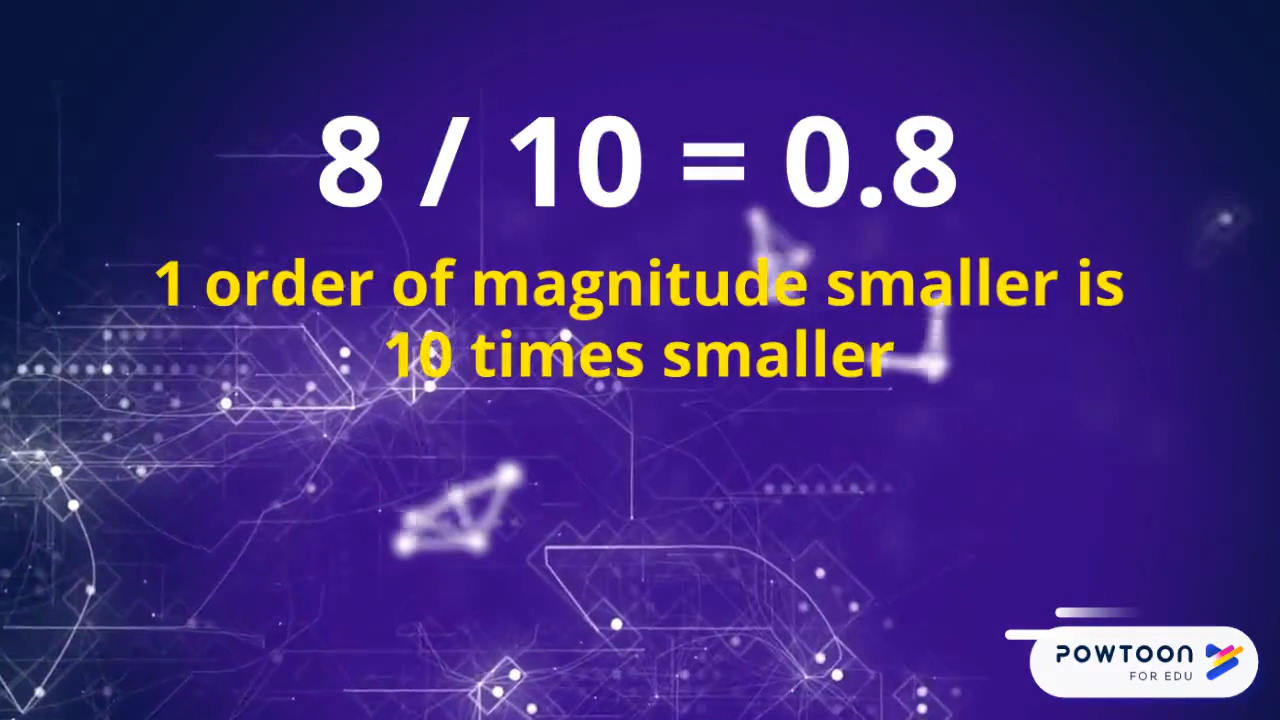 8 / 10 = 0.8
1 order of magnitude smaller is
10 times smaller
POWTOON
FOR EDU